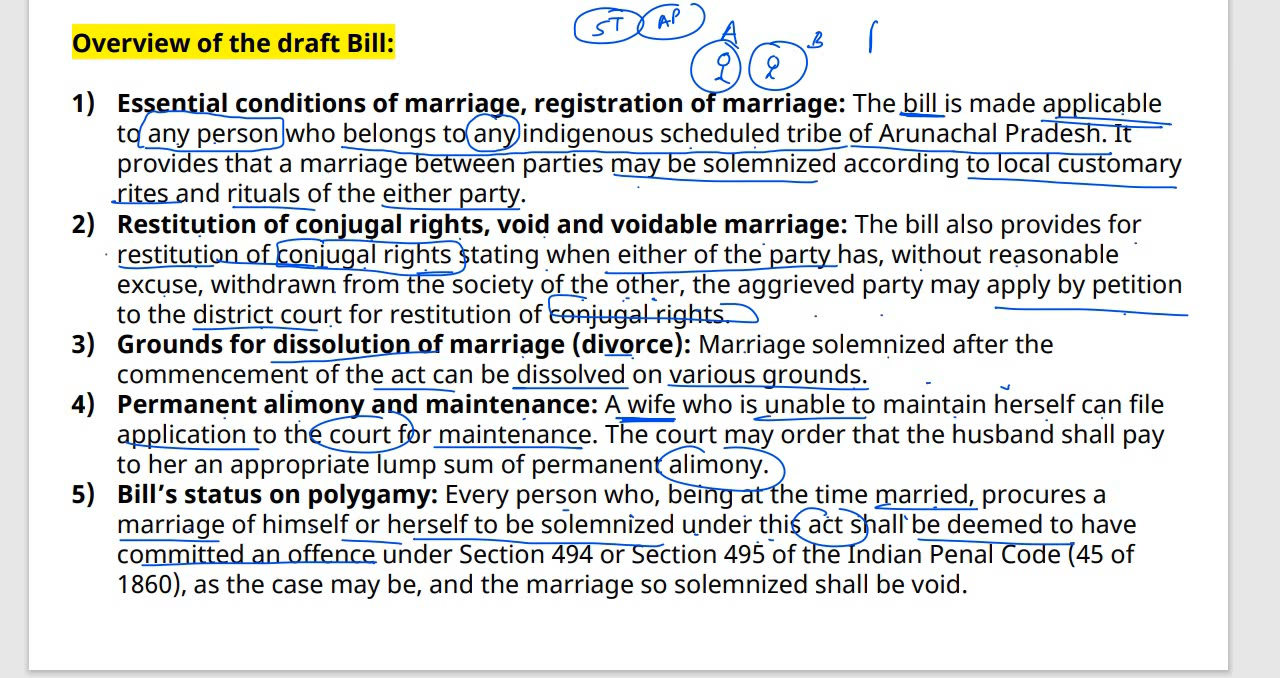 ST AP
A
B
Overview of the draft Bill:
1) Essential conditions of marriage, registration of marriage: The bill is made applicable
to any person who belongs to any indigenous scheduled tribe of Arunachal Pradesh. It
provides that a marriage between parties may be solemnized according to local customary
rites and rituals of the either party.
2) Restitution of conjugal rights, void and voidable marriage: The bill also provides for
restitution of conjugal rights stating when either of the party has, without reasonable
excuse, withdrawn from the society of the other, the aggrieved party may apply by petition
to the district court for restitution of conjugal rights.
3) Grounds for dissolution of marriage (divorce): Marriage solemnized after the
commencement of the act can be dissolved on various grounds.
4) Permanent alimony and maintenance: A wife who is unable to maintain herself can file
application to the court for maintenance. The court may order that the husband shall pay
to her an appropriate lump sum of permanent alimony.
5) Bill’s status on polygamy: Every person who, being at the time married, procures a
marriage of himself or herself to be solemnized under this act shall be deemed to have
committed an offence under Section 494 or Section 495 of the Indian Penal Code (45 of
1860), as the case may be, and the marriage so solemnized shall be void.